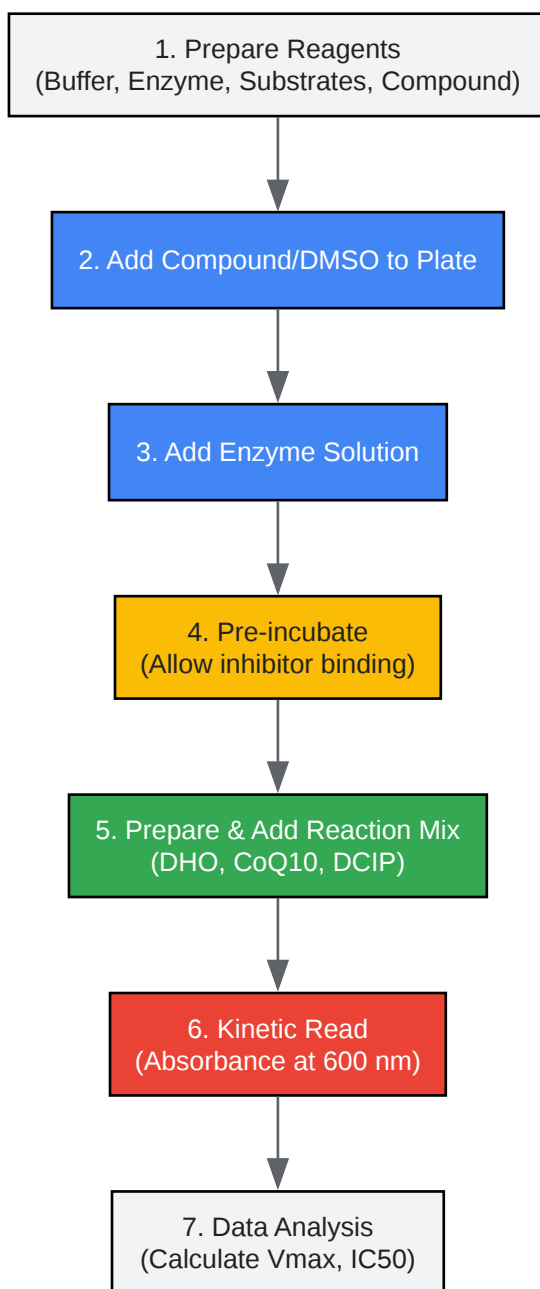 1. Prepare Reagents
(Buffer, Enzyme, Substrates, Compound)
2. Add Compound/DMSO to Plate
3. Add Enzyme Solution
4. Pre-incubate
(Allow inhibitor binding)
5. Prepare & Add Reaction Mix
(DHO, CoQ10, DCIP)
6. Kinetic Read
(Absorbance at 600 nm)
7. Data Analysis
(Calculate Vmax, IC50)